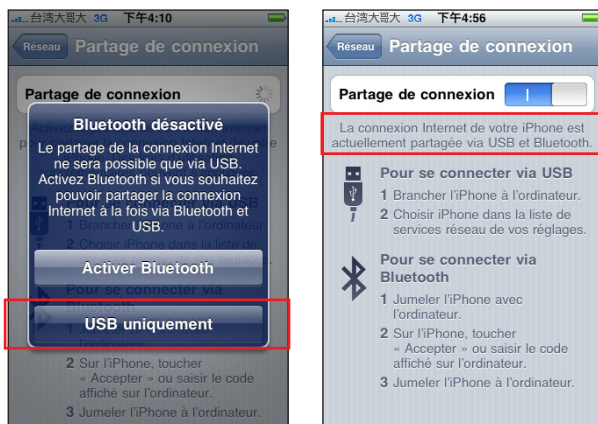 台湾大哥大 3G 下午4:10
Réseau Partage de connexion
Partage de connexion
Bluetooth désactivé
Le partage de la connexion Internet
ne sera possible que via USB.
Activez Bluetooth si vous souhaitez
pouvoir partager la connexion
Internet à la fois via Bluetooth et
USB.
Activer Bluetooth
USB uniquement
2 Sur l'iPhone, toucher
« Accepter » ou saisir le code
affiché sur l'ordinateur.
3 Jumeler l'iPhone à l'ordinateur.
台湾大哥大 3G 下午4:56
Réseau Partage de connexion
Partage de connexion
La connexion Internet de votre iPhone est
actuellement partagée via USB et Bluetooth.
Pour se connecter via USB
1 Brancher l'iPhone à l'ordinateur.
2 Choisir iPhone dans la liste de
services réseau de vos réglages.
Pour se connecter via
Bluetooth
1 Jumeler l'iPhone avec
l'ordinateur.
2 Sur l'iPhone, toucher
« Accepter » ou saisir le code
affiché sur l'ordinateur.
3 Jumeler l'iPhone à l'ordinateur.